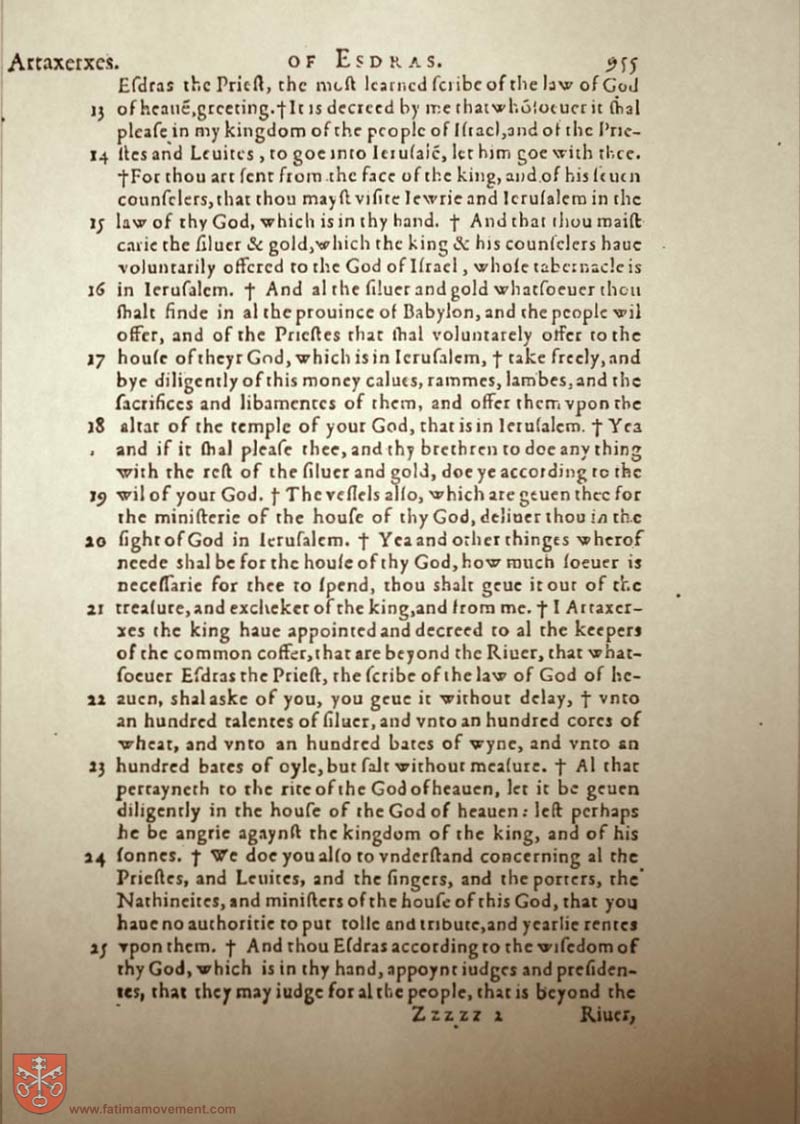 Artaxerxes. OF ESDRAS. 955
Eſdras the Prieſt, the moſt learned ſcribe of the law of God
13 of heauē, greeting. † It is decreed by me that whóſoeuer it ſhal
pleaſe in my kingdom of the people of Iſrael, and of the Prie-
14 ſtes and Leuites, to goe into Ieruſalē, let him goe with thee.
† For thou art ſent from the face of the king, and of his ſeuen
counſelers, that thou mayſt viſite Iewrie and Ieruſalem in the
15 law of thy God, which is in thy hand. † And that thou maiſt
carie the ſiluer & gold, which the king & his counſelers haue
voluntarily offered to the God of Iſrael, whoſe tabernacle is
16 in Ieruſalem. † And al the ſiluer and gold whatſoeuer thou
ſhalt finde in al the prouince of Babylon, and the people wil
offer, and of the Prieſtes that ſhal voluntarely offer to the
17 houſe of theyr God, which is in Ieruſalem, † take freely, and
bye diligently of this money calues, rammes, lambes, and the
ſacrifices and libamentes of them, and offer them vpon the
18 altar of the temple of your God, that is in Ieruſalem. † Yea
and if it ſhal pleaſe thee, and thy brethren to doe any thing
with the reſt of the ſiluer and gold, doe ye according to the
19 wil of your God. † The veſſels alſo, which are geuen thee for
the miniſterie of the houſe of thy God, deliuer thou in the
20 ſight of God in Ieruſalem. † Yea and other thinges wherof
neede shal be for the houſe of thy God, how much ſoeuer is
neceſſarie for thee to ſpend, thou shalt geue it out of the
21 treaſure, and excheker of the king, and from me. † I Artaxer-
xes the king haue appointed and decreed to al the keepers
of the common coffer, that are beyond the Riuer, that what-
ſoeuer Eſdras the Prieſt, the ſcribe of the law of God of he-
22 auen, shal aske of you, you geue it without delay, † vnto
an hundred talentes of ſiluer, and vnto an hundred cores of
wheat, and vnto an hundred bates of wyne, and vnto an
23 hundred bates of oyle, but ſalt without meaſure. † Al that
pertayneth to the rite of the God of heauen, let it be geuen
diligently in the houſe of the God of heauen: leſt perhaps
he be angrie agaynſt the kingdom of the king, and of his
24 ſonnes. † We doe you alſo to vnderſtand concerning al the
Prieſtes, and Leuites, and the ſingers, and the porters, the
Nathineites, and miniſters of the houſe of this God, that you
haue no authoritie to put tolle and tribute, and yearlie rentes
25 vpon them. † And thou Eſdras according to the wiſedom of
thy God, which is in thy hand, appoynt iudges and preſiden-
tes, that they may iudge for al the people, that is beyond the
Zzzzz 2 Riuer,
www.fatimamovement.com